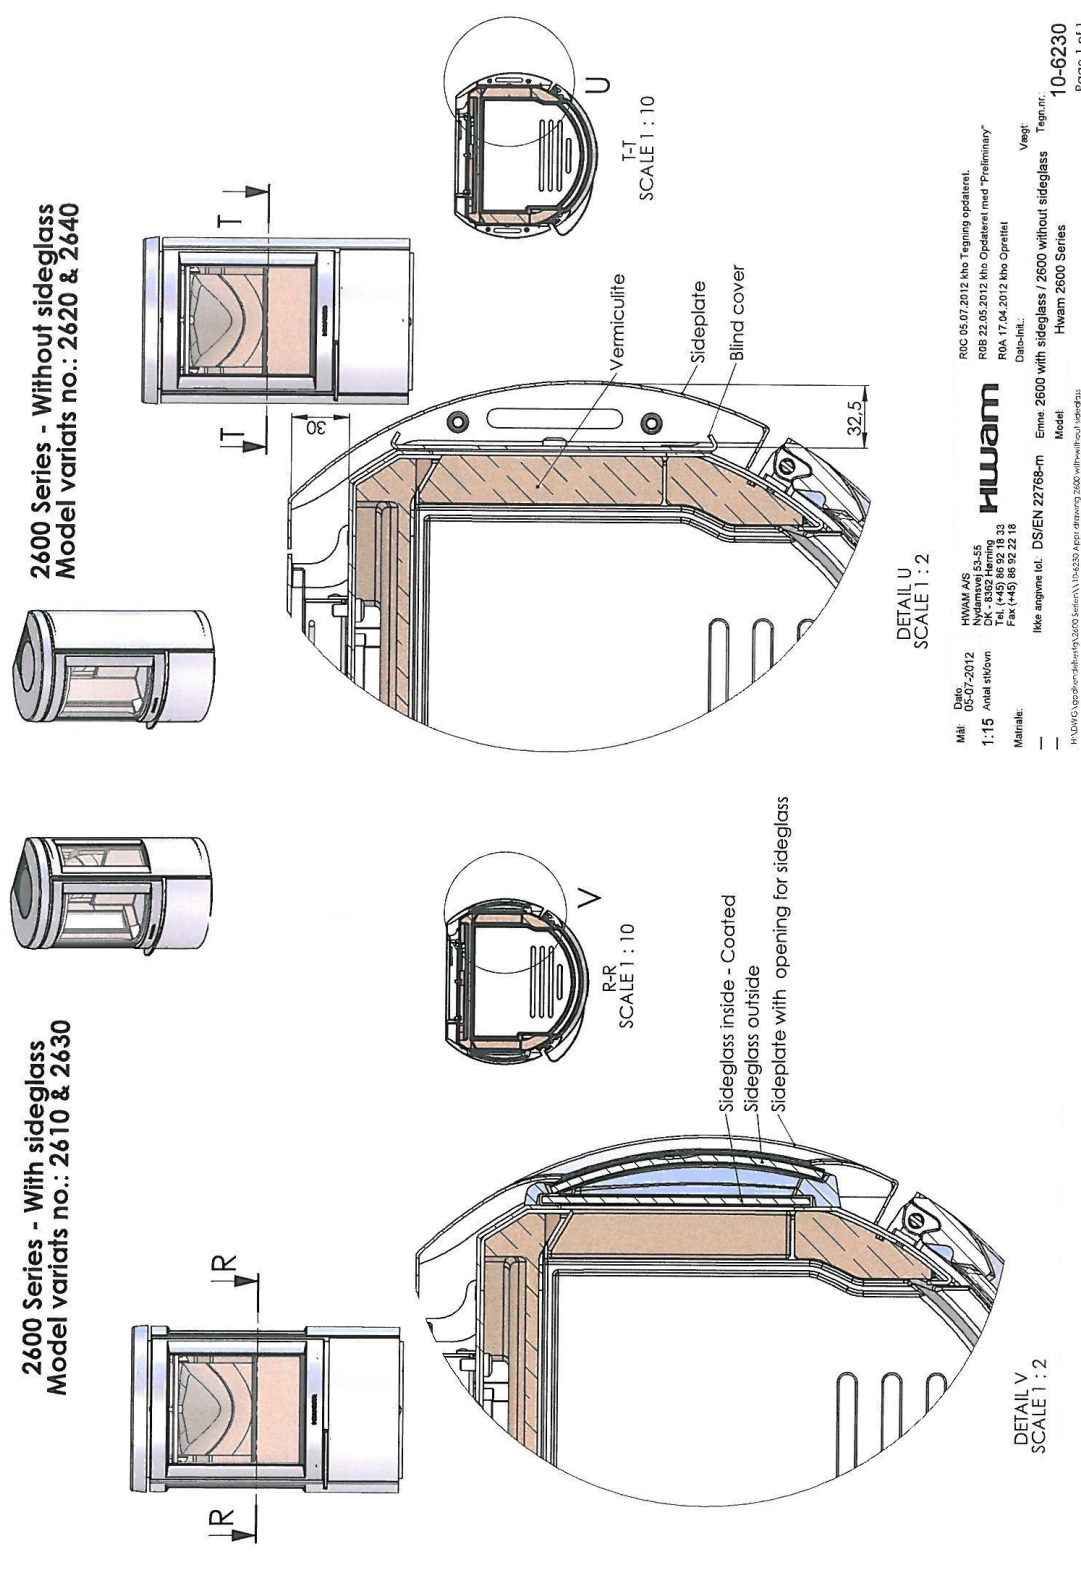 2600 Series - With sideglass
Model variats no.: 2610 & 2630
R
R
R-R
SCALE 1 : 10
V
Sideglass inside - Coated
Sideglass outside
Sideplate with opening for sideglass
DETAIL V
SCALE 1 : 2
2600 Series - Without sideglass
Model variats no.: 2620 & 2640
T
T
T-T
SCALE 1 : 10
U
30
Vermiculite
Sideplate
Blind cover
32,5
DETAIL U
SCALE 1 : 2
Mål:
1:15
Dato
05-07-2012
Antal stk/ovn
HWAM A/S
Nydamsvej 53-55
DK - 8362 Hørning
Tel. (+45) 86 92 18 33
Fax (+45) 86 92 22 18
HWAM
R0C 05.07.2012 kho Tegning opdateret.
R0B 22.05.2012 kho Opdateret med "Preliminary"
R0A 17.04.2012 kho Oprettet
Dato-Init.:
Vægt:
Matriale:
Ikke angivne tol.: DS/EN 22768-m
Emne: 2600 with sideglass / 2600 without sideglass
Tegn.nr.:
Model: Hwam 2600 Series
10-6230
Page 1 of 1